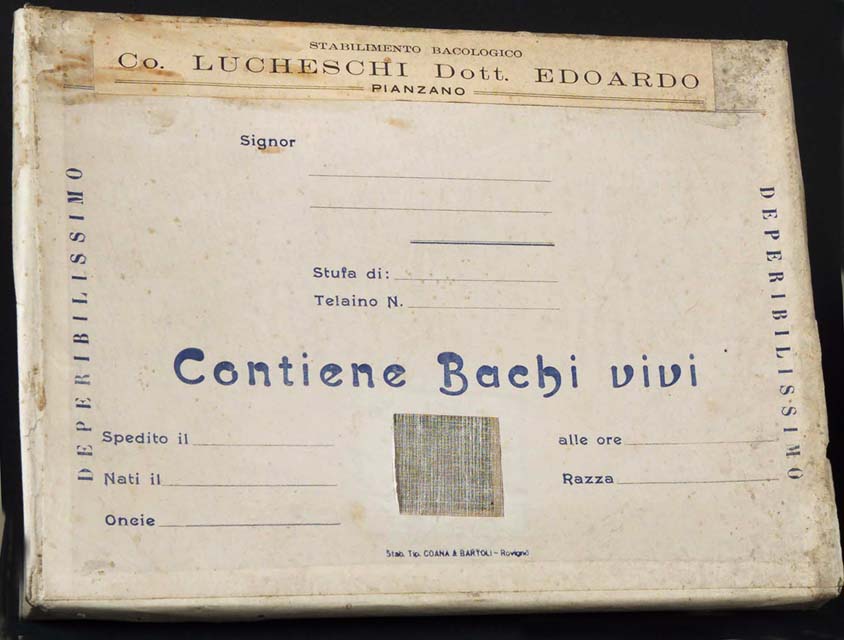 STABILIMENTO BACOLOGICO
Co. LUCHESCHI Dott. EDOARDO
PIANZANO
Signor
Stufa di:
Telaino N.
DEPERIBILISSIMO
DEPERIBILISSIMO
Contiene Bachi vivi
Spedito il
alle ore
Nati il
Razza
Oncie
Stab. Tip. COANA & BARTOLI - Rovigno